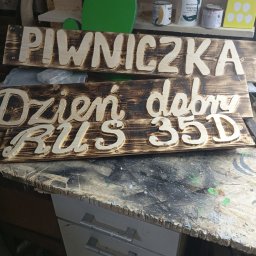 PIWNICZKA
Dzień dobry
RUS 35D